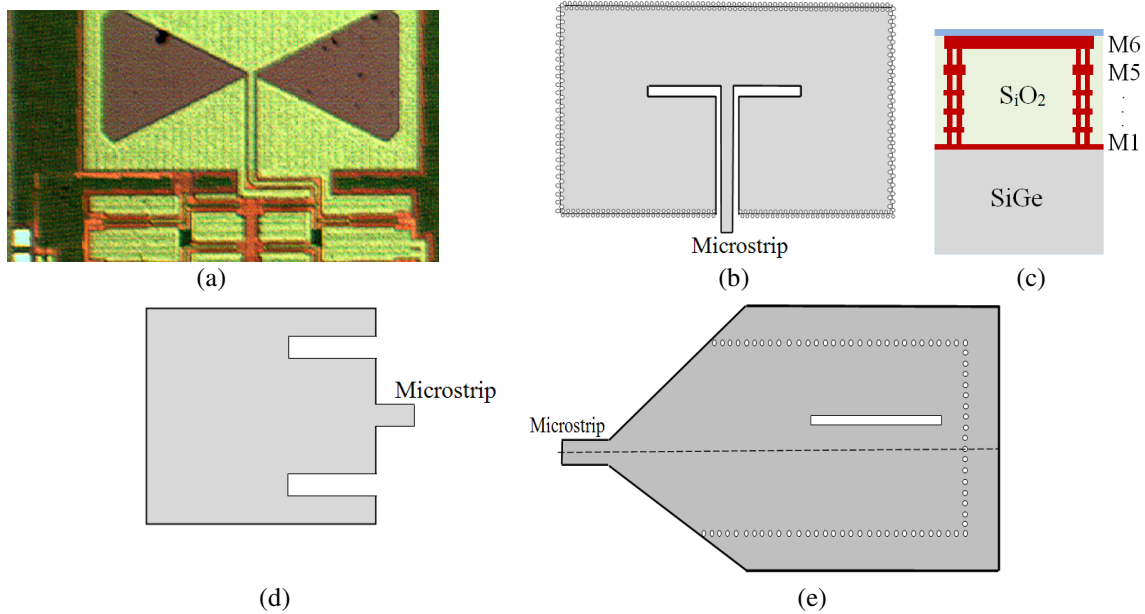 M6
M5
SiO2
.
.
.
M1
SiGe
Microstrip
(a)
(b)
(c)
Microstrip
Microstrip
(d)
(e)